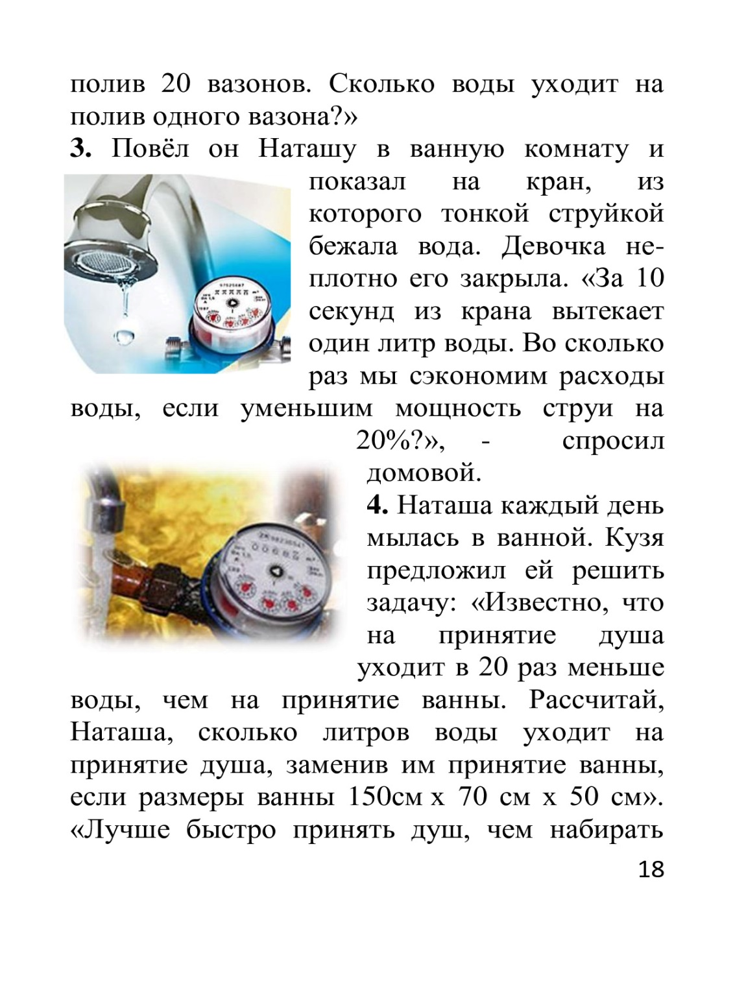 полив 20 вазонов. Сколько воды уходит на
полив одного вазона?»
3. Повёл он Наташу в ванную комнату и
показал на кран, из
которого тонкой струйкой
бежала вода. Девочка не-
плотно его закрыла. «За 10
секунд из крана вытекает
один литр воды. Во сколько
раз мы сэкономим расходы
воды, если уменьшим мощность струи на
20%?», - спросил
домовой.
4. Наташа каждый день
мылась в ванной. Кузя
предложил ей решить
задачу: «Известно, что
на принятие душа
уходит в 20 раз меньше
воды, чем на принятие ванны. Рассчитай,
Наташа, сколько литров воды уходит на
принятие душа, заменив им принятие ванны,
если размеры ванны 150см х 70 см х 50 см».
«Лучше быстро принять душ, чем набирать
18